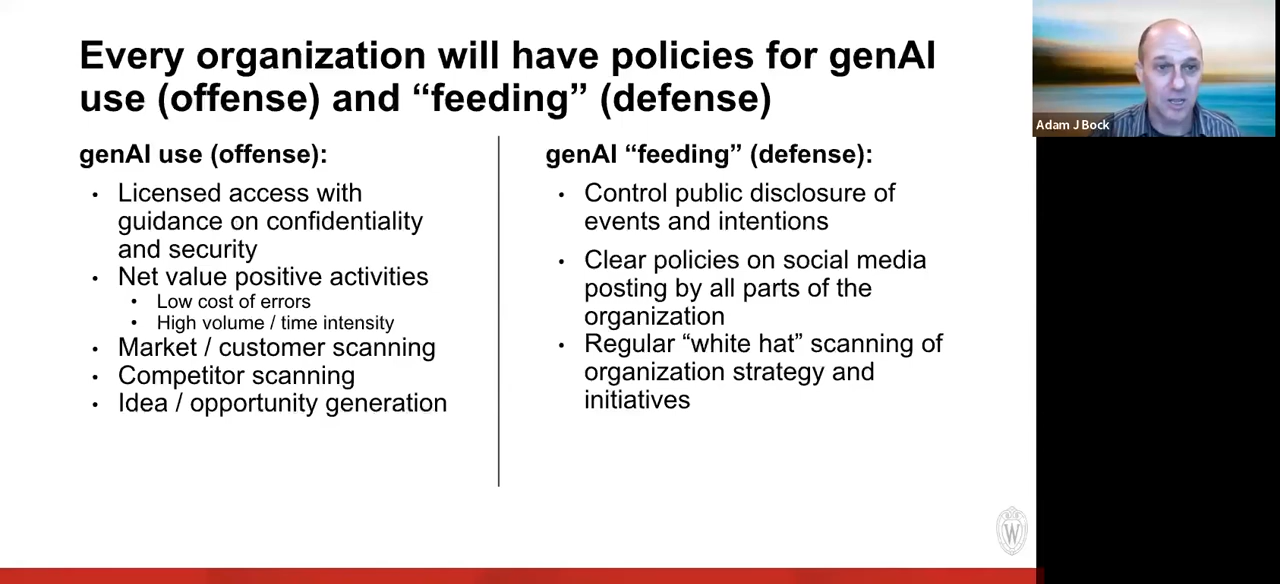 Every organization will have policies for genAI
use (offense) and “feeding” (defense)
genAI use (offense):
• Licensed access with
guidance on confidentiality
and security
• Net value positive activities
• Low cost of errors
• High volume / time intensity
• Market / customer scanning
• Competitor scanning
• Idea / opportunity generation
genAI “feeding” (defense):
• Control public disclosure of
events and intentions
• Clear policies on social media
posting by all parts of the
organization
• Regular “white hat” scanning of
organization strategy and
initiatives
W
Adam J Bock